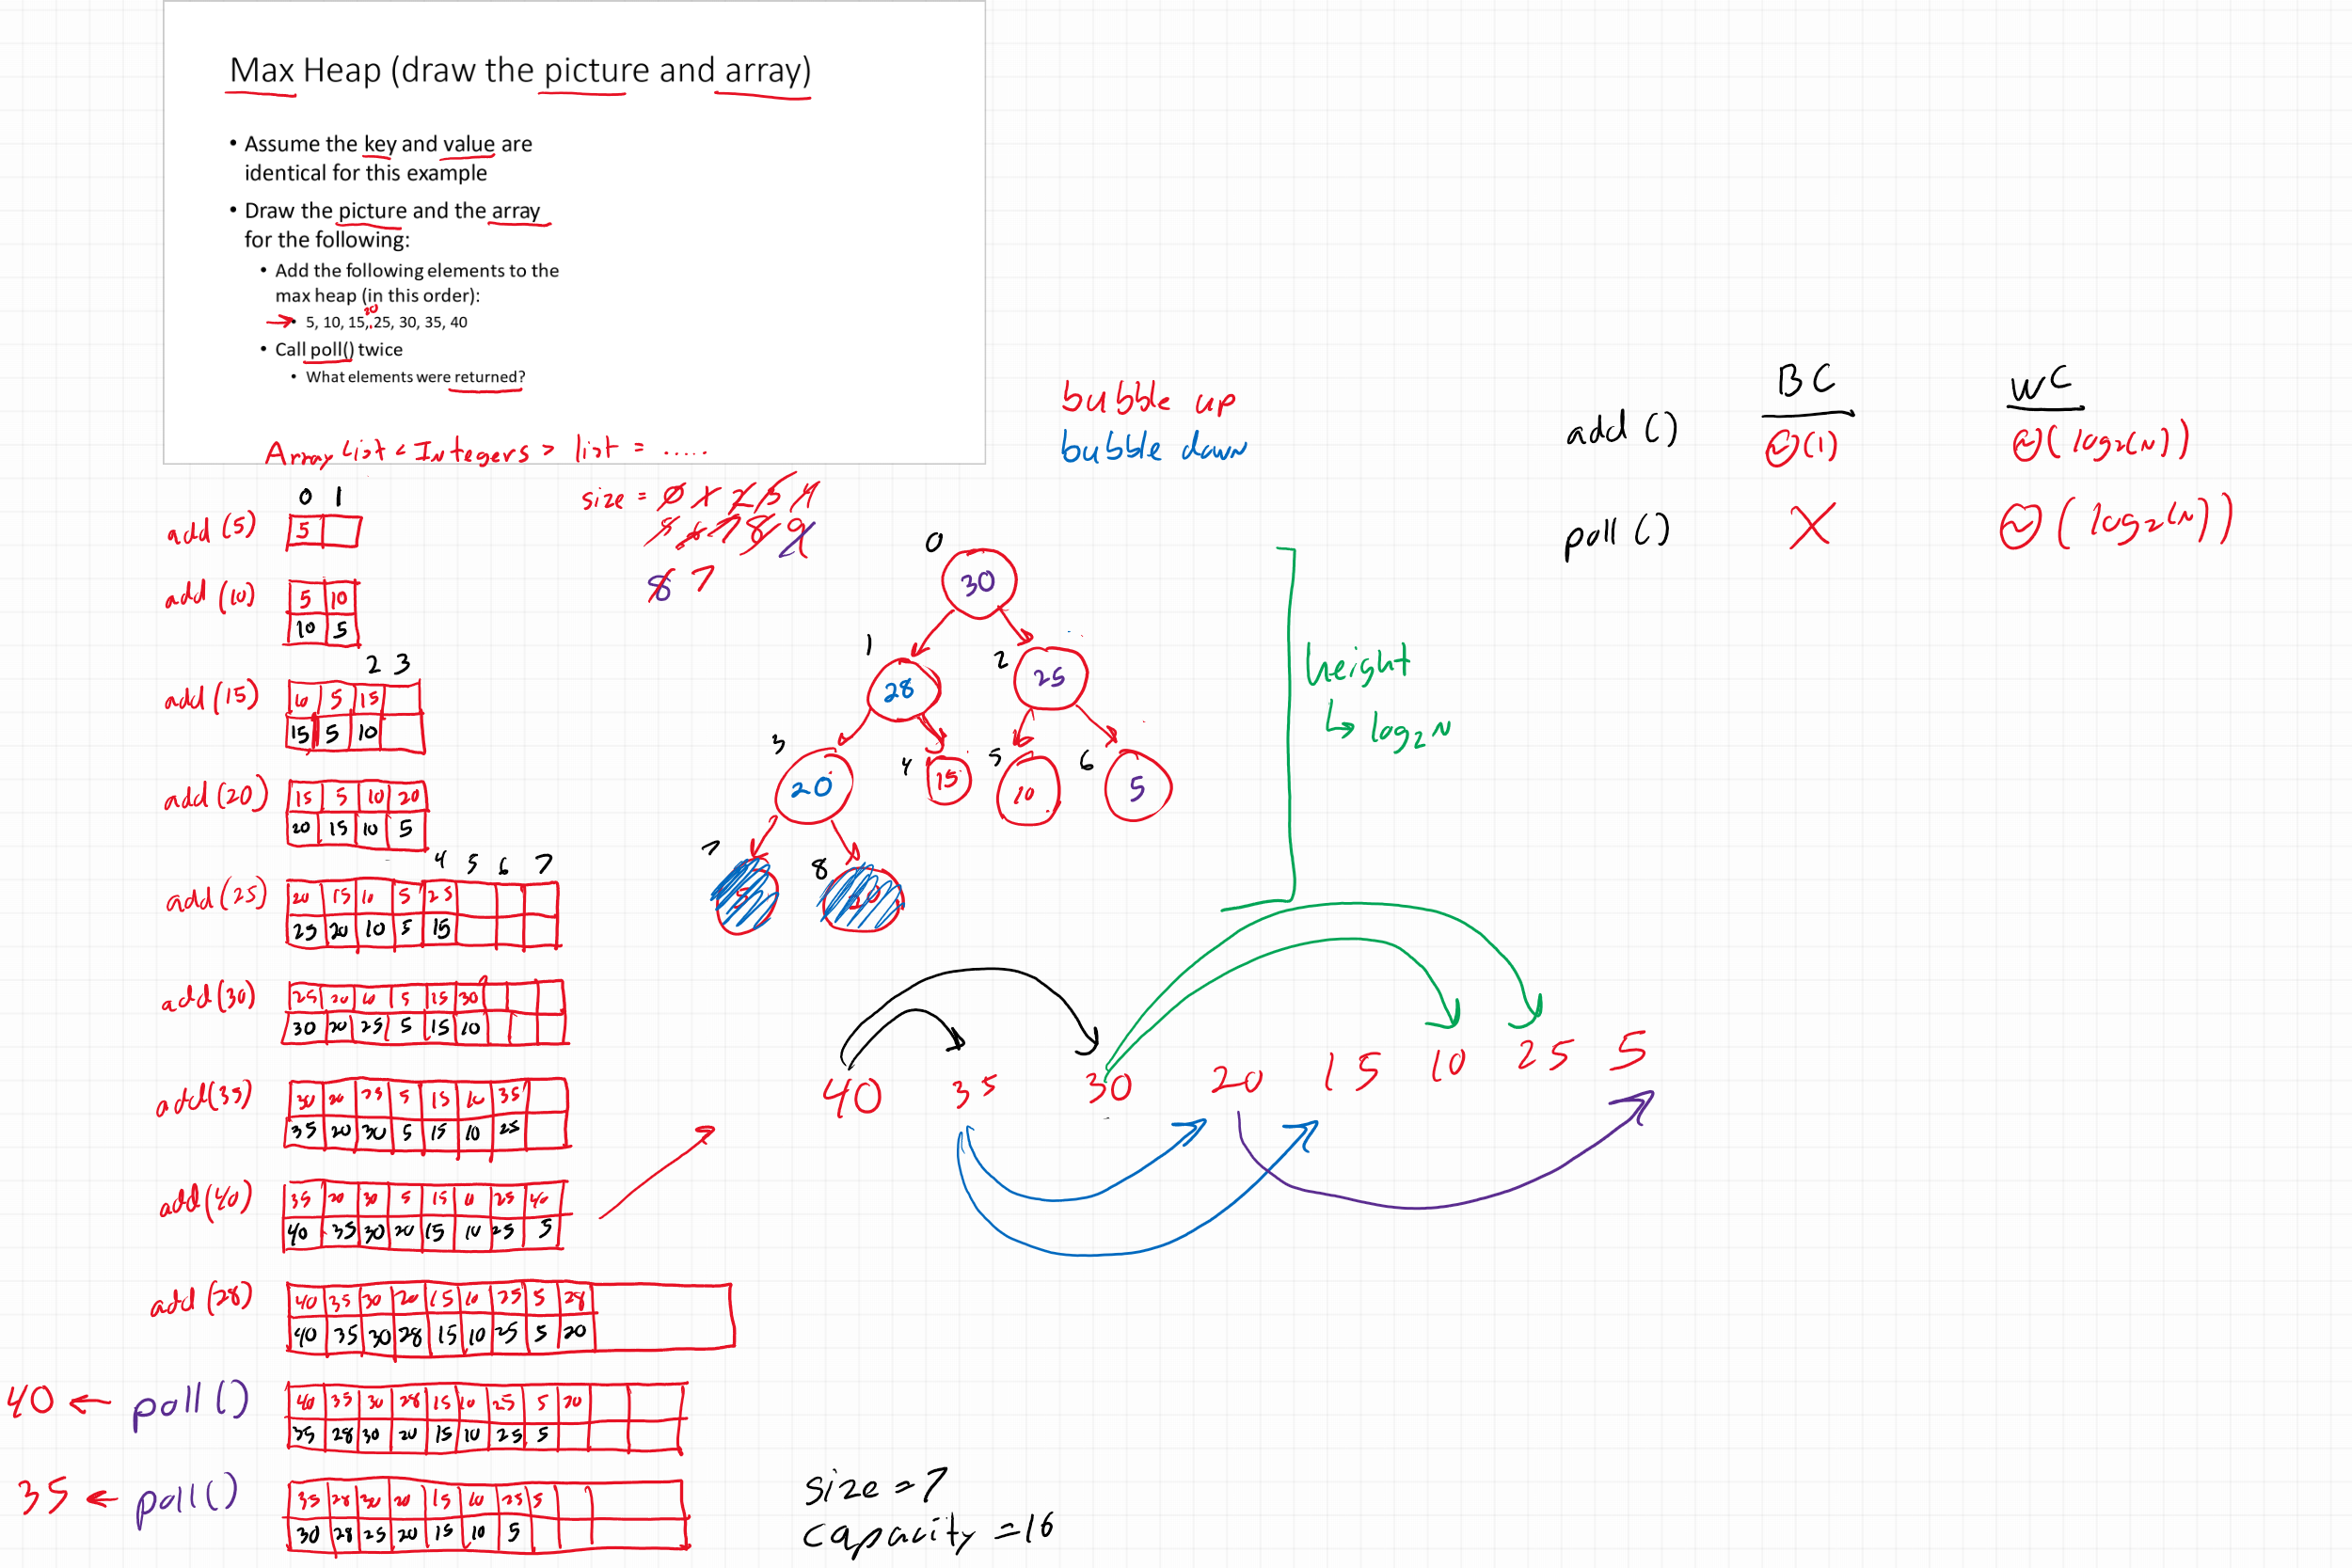 Max Heap (draw the picture and array)
• Assume the key and value are
identical for this example
• Draw the picture and the array
for the following:
• Add the following elements to the
max heap (in this order):
20
• 5, 10, 15, 25, 30, 35, 40
• Call poll() twice
• What elements were returned?
Array List < Integers > list = .....
bubble up
bubble down
BC WC
add () Θ(1) Θ(log2(N))
poll () X Θ(log2(N))
size = 0 1 2 3 4
5 6 7 8 9
8 7
0 1
add (5) 5
add (10) 5 10
10 5
2 3
add (15) 10 5 15
15 5 10
add (20) 15 5 10 20
20 15 10 5
4 5 6 7
add (25) 20 15 10 5 25
25 20 10 5 15
add (30) 25 20 10 5 15 30
30 20 25 5 15 10
add (35) 30 20 25 5 15 10 35
35 20 30 5 15 10 25
add (40) 35 20 30 5 15 10 25 40
40 35 30 20 15 10 25 5
add (28) 40 35 30 20 15 10 25 5 28
40 35 30 28 15 10 25 5 20
40 ← poll () 40 35 30 28 15 10 25 5 20
35 28 30 20 15 10 25 5
35 ← poll () 35 28 30 20 15 10 25 5
30 28 25 20 15 10 5
0
30
1 2
28 25
3 4 5 6
20 15 10 5
7 8
height
↳ log2 N
40 35 30 20 15 10 25 5
size = 7
capacity = 16